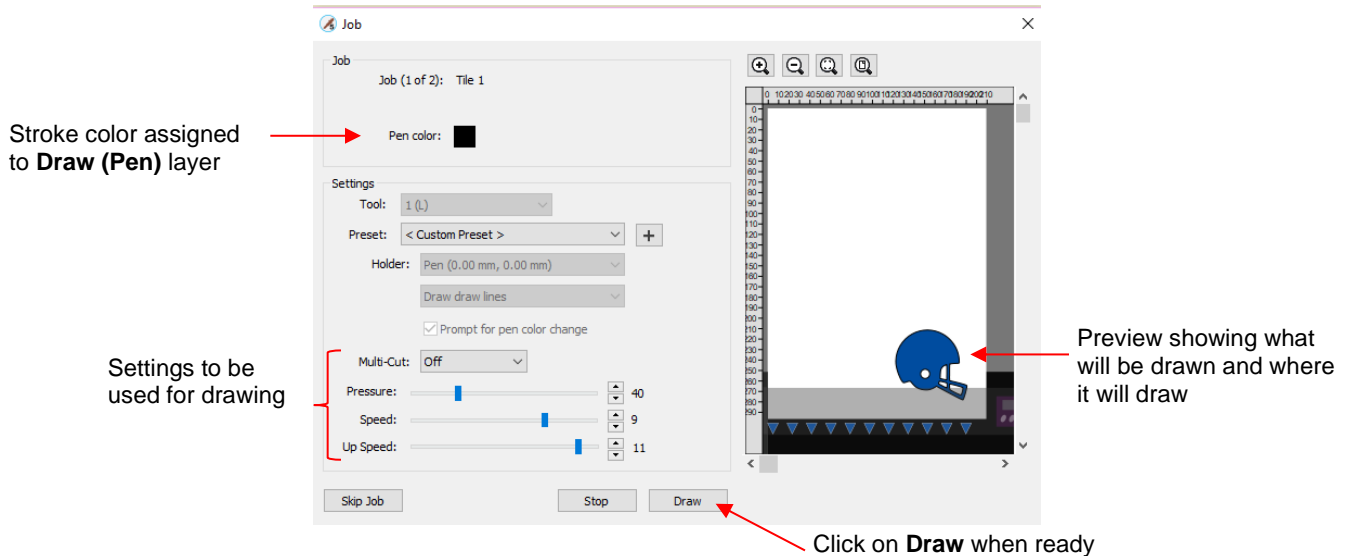 Job
Job
Job (1 of 2): Tile 1
Pen color:
Stroke color assigned
to Draw (Pen) layer
Settings
Tool: 1 (L)
Preset: < Custom Preset >
+
Holder: Pen (0.00 mm, 0.00 mm)
Draw draw lines
Prompt for pen color change
Multi-Cut: Off
Settings to be
used for drawing
Pressure: 40
Speed: 9
Up Speed: 11
Preview showing what
will be drawn and where
it will draw
Skip Job
Stop
Draw
Click on Draw when ready